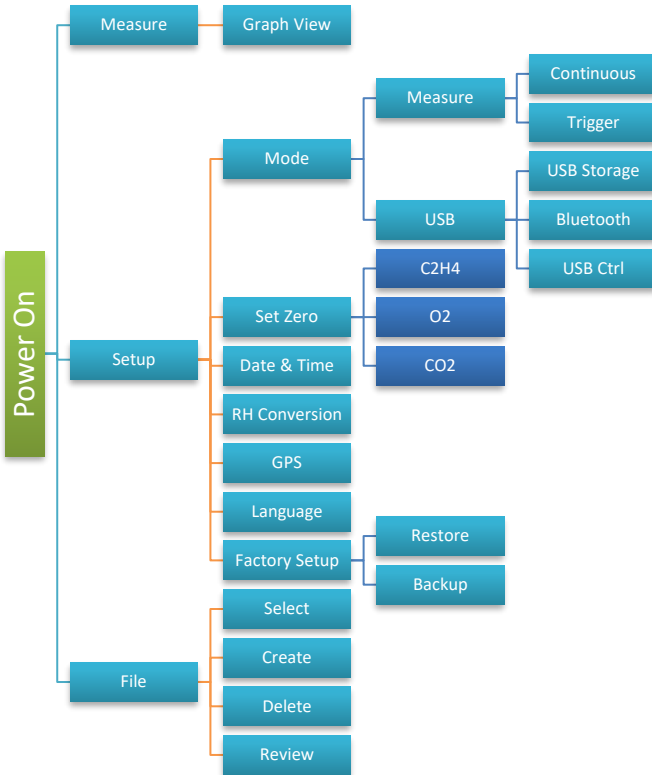 Power On
Measure
Graph View
Setup
Mode
Measure
Continuous
Trigger
USB
USB Storage
Bluetooth
USB Ctrl
Set Zero
C2H4
O2
CO2
Date & Time
RH Conversion
GPS
Language
Factory Setup
Restore
Backup
File
Select
Create
Delete
Review